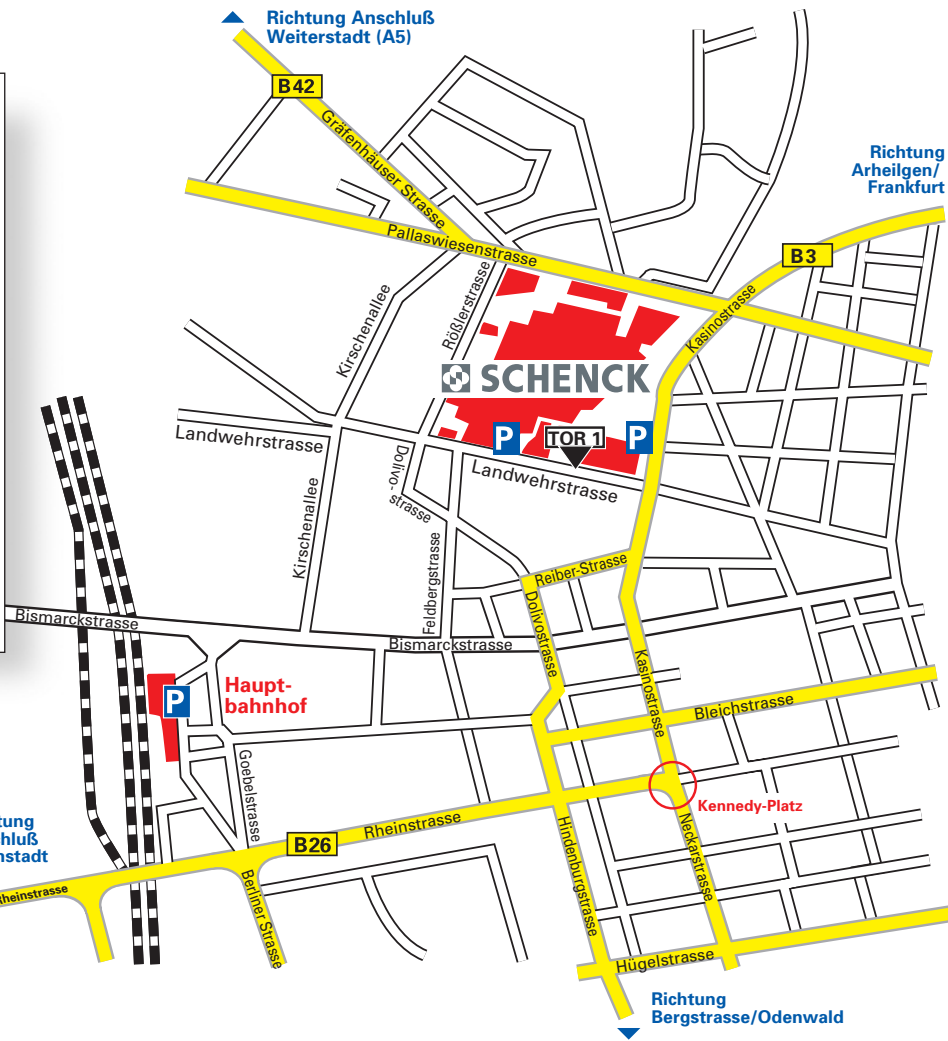 Richtung Anschluß
Weiterstadt (A5)
B42
Gräfenhäuser Strasse
Richtung
Arheilgen/
Frankfurt
Pallaswiesenstrasse
B3
Kasinostrasse
Kirschenallee
Rößlerstrasse
SCHENCK
P
TOR 1
P
Landwehrstrasse
Landwehrstrasse
Dolivo-
strasse
Kirschenallee
Feldbergstrasse
Reiber-Strasse
Dolivostrasse
Bismarckstrasse
Bismarckstrasse
Kasinostrasse
Haupt-
bahnhof
P
Bleichstrasse
Goebelstrasse
Kennedy-Platz
Rheinstrasse
B26
Hindenburgstrasse
Neckarstrasse
Rheinstrasse
Berliner Strasse
Hügelstrasse
Richtung
Bergstrasse/Odenwald